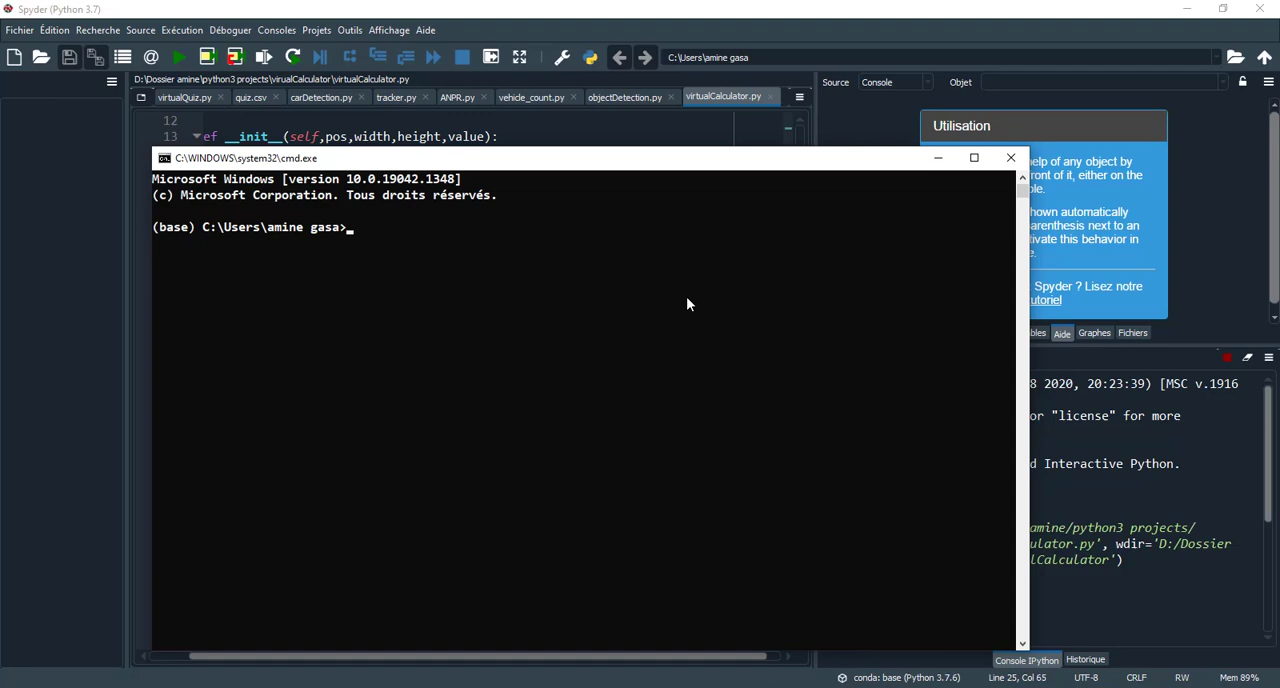 Spyder (Python 3.7)
Fichier Édition Recherche Source Exécution Déboguer Consoles Projets Outils Affichage Aide
C:\Users\amine gasa
D:\Dossier amine\python3 projects\virualCalculator\virtualCalculator.py
Source Console Objet
virtualQuiz.py quiz.csv carDetection.py tracker.py ANPR.py vehicle_count.py objectDetection.py virtualCalculator.py
12
13 ef __init__(self,pos,width,height,value):
Utilisation
help of any object by
ront of it, either on the
ole.
hown automatically
arenthesis next to an
tivate this behavior in
e.
Spyder ? Lisez notre
utoriel
bles Aide Graphes Fichiers
C:\WINDOWS\system32\cmd.exe
Microsoft Windows [version 10.0.19042.1348]
(c) Microsoft Corporation. Tous droits réservés.
(base) C:\Users\amine gasa>
8 2020, 20:23:39) [MSC v.1916
or "license" for more
d Interactive Python.
amine/python3 projects/
ulator.py', wdir='D:/Dossier
lCalculator')
Console IPython Historique
conda: base (Python 3.7.6) Line 25, Col 65 UTF-8 CRLF RW Mem 89%